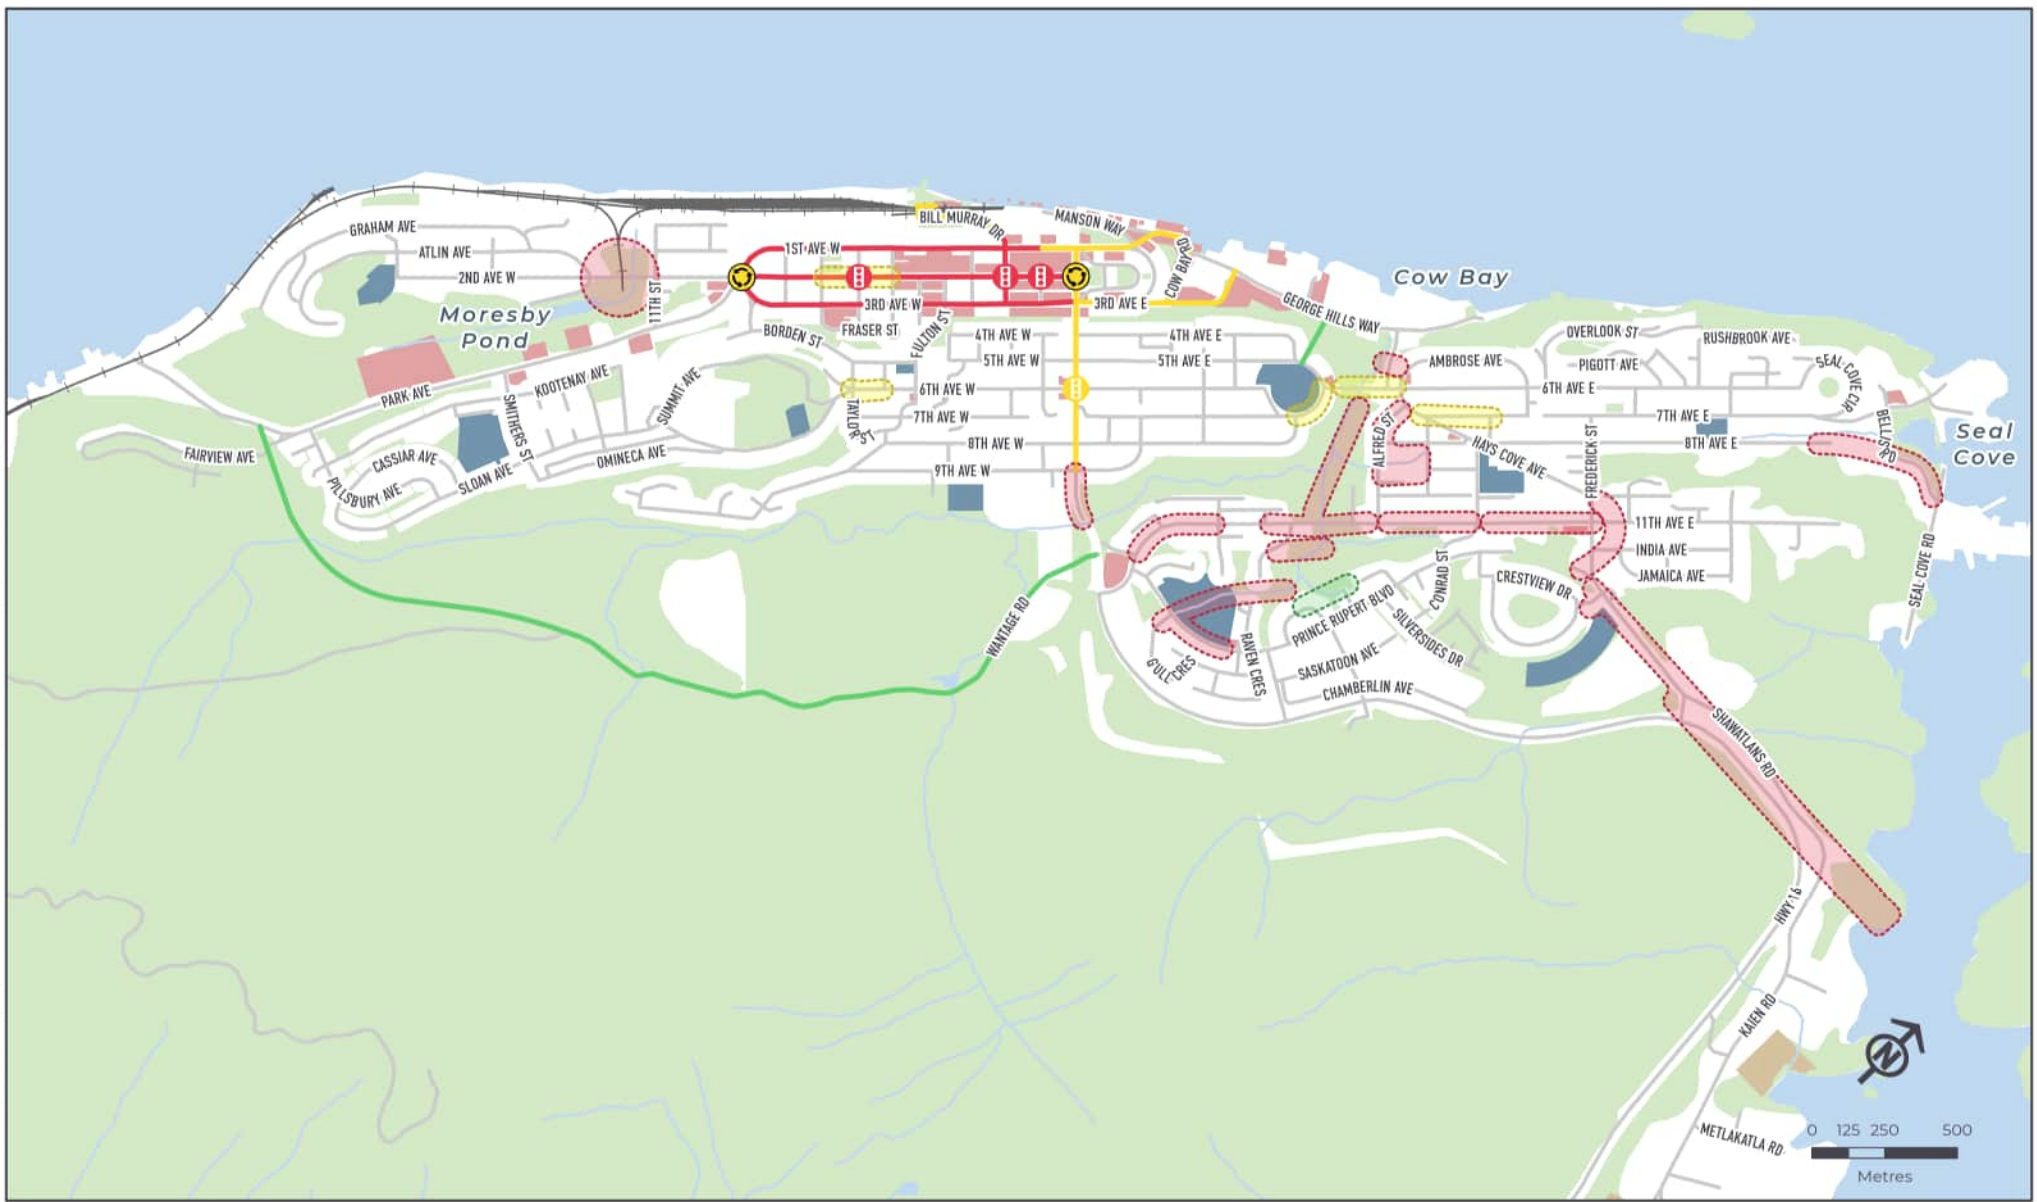 GRAHAM AVE
ATLIN AVE
2ND AVE W
Moresby
Pond
11TH ST
1ST AVE W
BILL MURRAY DR
MANSON WAY
COW BAY RD
3RD AVE W
3RD AVE E
GEORGE HILLS WAY
Cow Bay
BORDEN ST
FRASER ST
FULTON ST
4TH AVE W
4TH AVE E
5TH AVE W
5TH AVE E
AMBROSE AVE
OVERLOOK ST
PIGOTT AVE
RUSHBROOK AVE
SEAL COVE CIR
PARK AVE
KOOTENAY AVE
SUMMIT AVE
6TH AVE W
6TH AVE E
TAYLOR ST
7TH AVE W
7TH AVE E
ALFRED ST
8TH AVE W
8TH AVE E
BELLIS RD
Seal
Cove
FAIRVIEW AVE
CASSIAR AVE
SMITHERS ST
OMINECA AVE
PILLSBURY AVE
SLOAN AVE
9TH AVE W
HAYS COVE AVE
FREDERICK ST
11TH AVE E
INDIA AVE
JAMAICA AVE
CONRAD ST
CRESTVIEW DR
SEAL COVE RD
WANTAGE RD
PRINCE RUPERT BLVD
SILVERSIDES DR
GULL CRES
RAVEN CRES
SASKATOON AVE
CHAMBERLIN AVE
SHAWATLANS RD
HWY 16
KAIEN RD
N
METLAKATLA RD
0 125 250 500
Metres